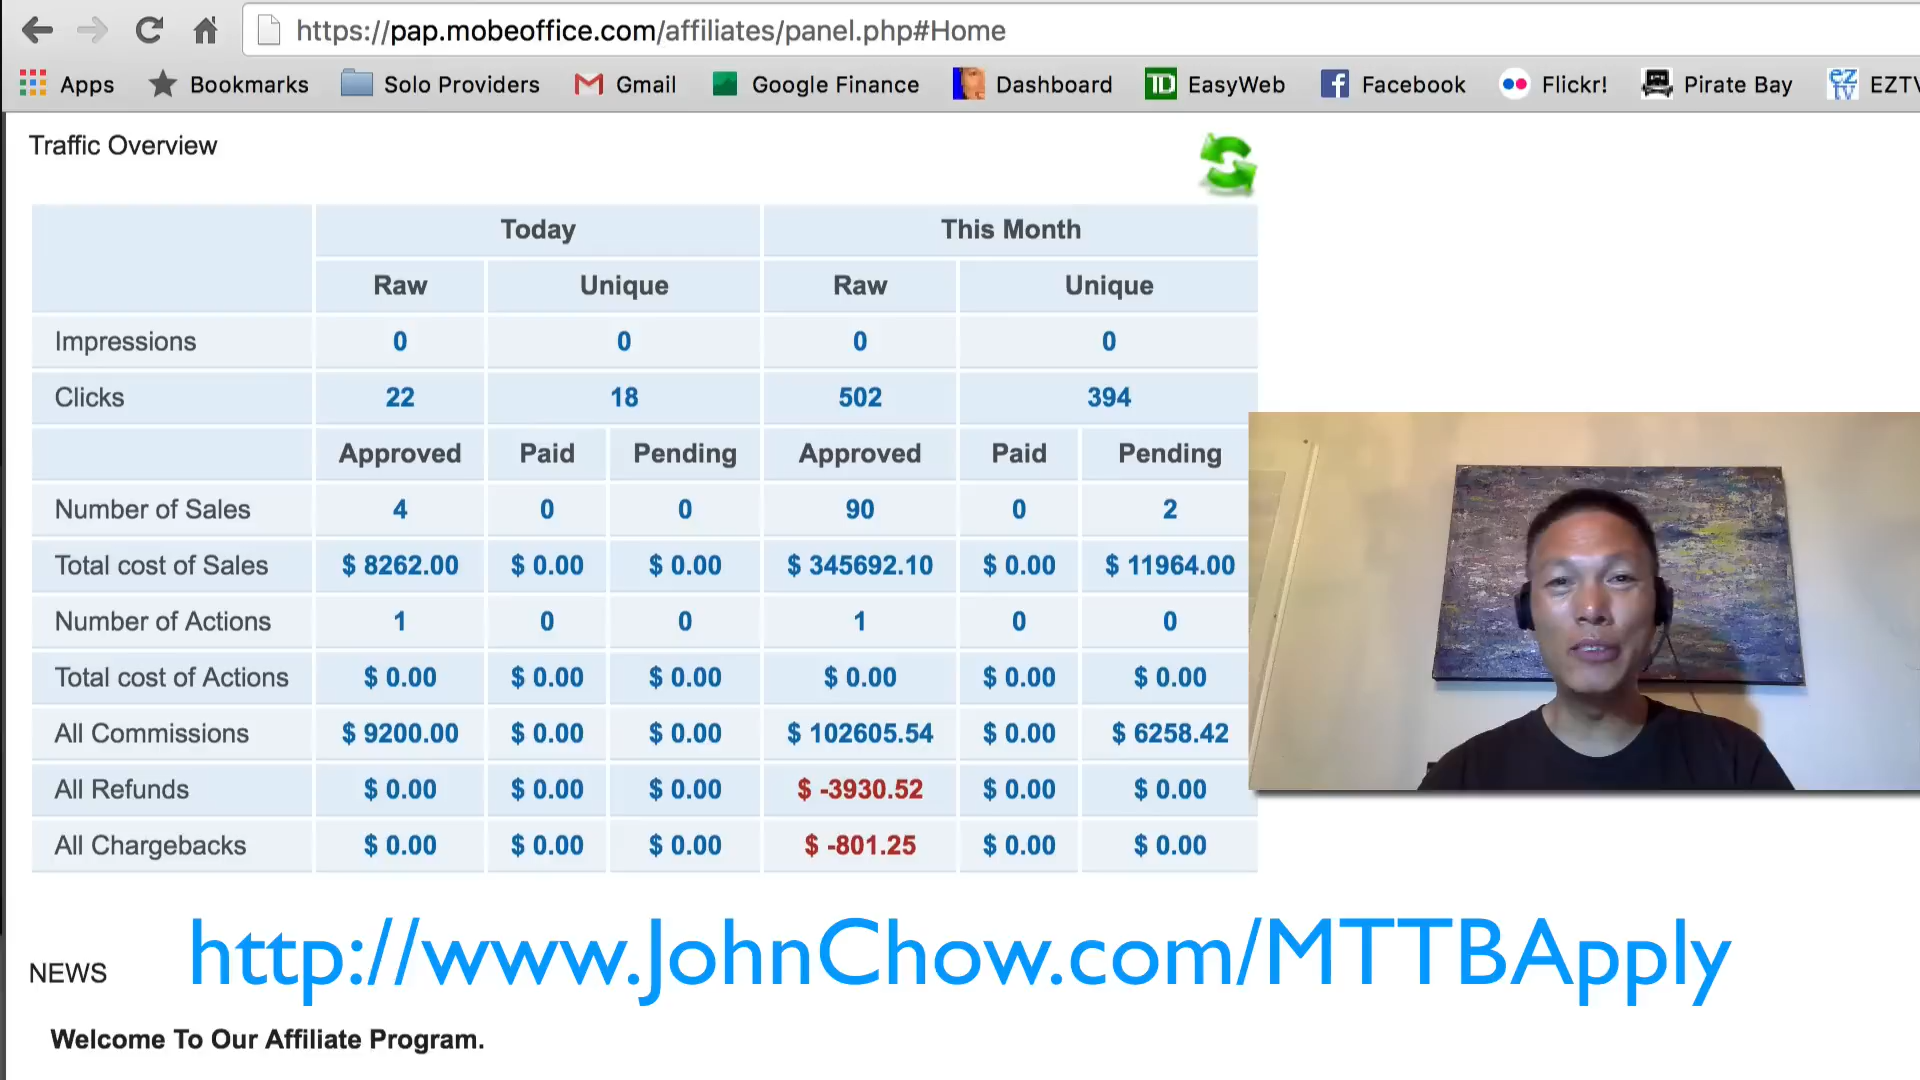 https://pap.mobeoffice.com/affiliates/panel.php#Home
Apps Bookmarks Solo Providers Gmail Google Finance Dashboard TD EasyWeb Facebook Flickr! Pirate Bay ez tv EZTV
Traffic Overview
Today This Month
Raw Unique Raw Unique
Impressions 0 0 0 0
Clicks 22 18 502 394
Approved Paid Pending Approved Paid Pending
Number of Sales 4 0 0 90 0 2
Total cost of Sales $ 8262.00 $ 0.00 $ 0.00 $ 345692.10 $ 0.00 $ 11964.00
Number of Actions 1 0 0 1 0 0
Total cost of Actions $ 0.00 $ 0.00 $ 0.00 $ 0.00 $ 0.00 $ 0.00
All Commissions $ 9200.00 $ 0.00 $ 0.00 $ 102605.54 $ 0.00 $ 6258.42
All Refunds $ 0.00 $ 0.00 $ 0.00 $ -3930.52 $ 0.00 $ 0.00
All Chargebacks $ 0.00 $ 0.00 $ 0.00 $ -801.25 $ 0.00 $ 0.00
http://www.JohnChow.com/MTTBApply
NEWS
Welcome To Our Affiliate Program.